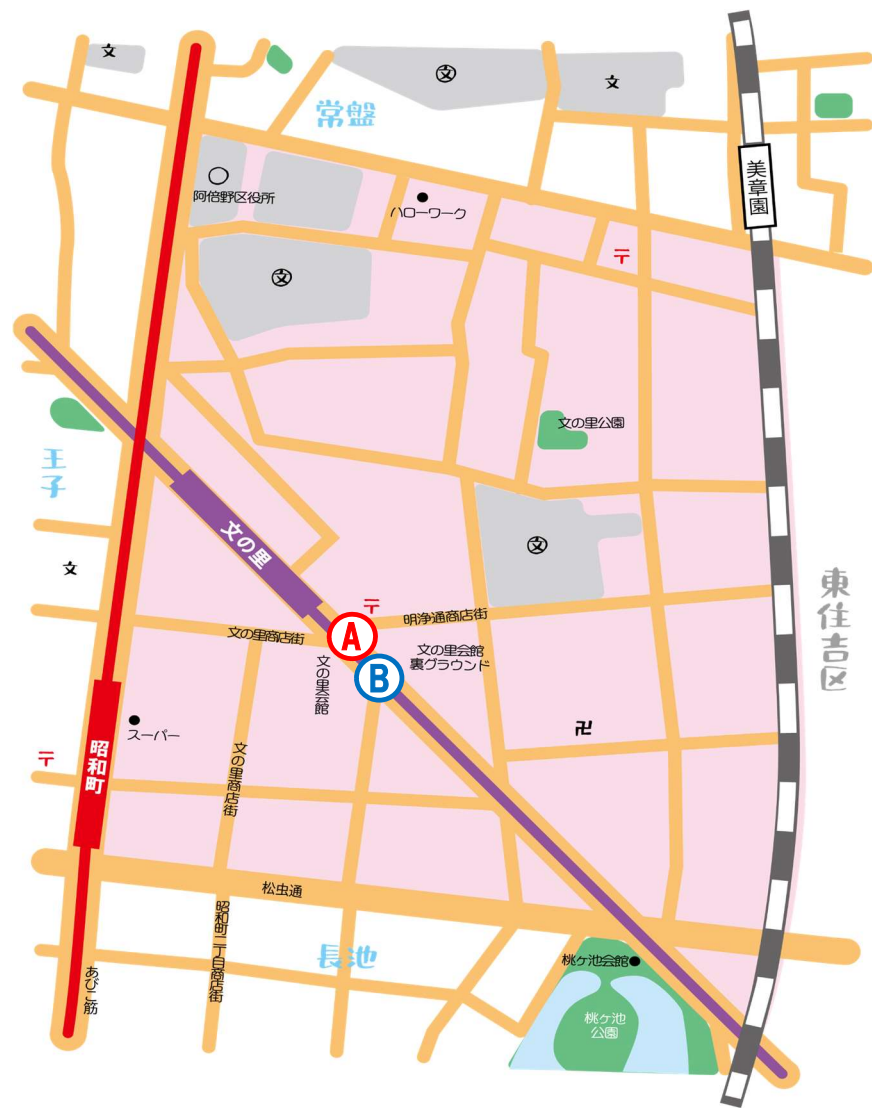 文
文
文
常盤
美章園
阿倍野区役所
ハローワーク
〒
文
文の里公園
王子
文の里
文
文
東住吉区
〒
明浄通商店街
文の里商店街
A
文の里会館
裏グラウンド
文の里会館
B
卍
スーパー
〒
昭和町
文の里商店街
松虫通
昭和町二丁目商店街
長池
桃ケ池会館
あびこ筋
桃ケ池
公園